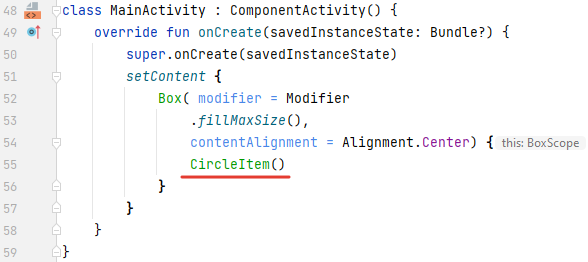 48 class MainActivity : ComponentActivity() {
49 override fun onCreate(savedInstanceState: Bundle?) {
50 super.onCreate(savedInstanceState)
51 setContent {
52 Box( modifier = Modifier
53 .fillMaxSize(),
54 contentAlignment = Alignment.Center) { this: BoxScope
55 CircleItem()
56 }
57 }
58 }
59 }